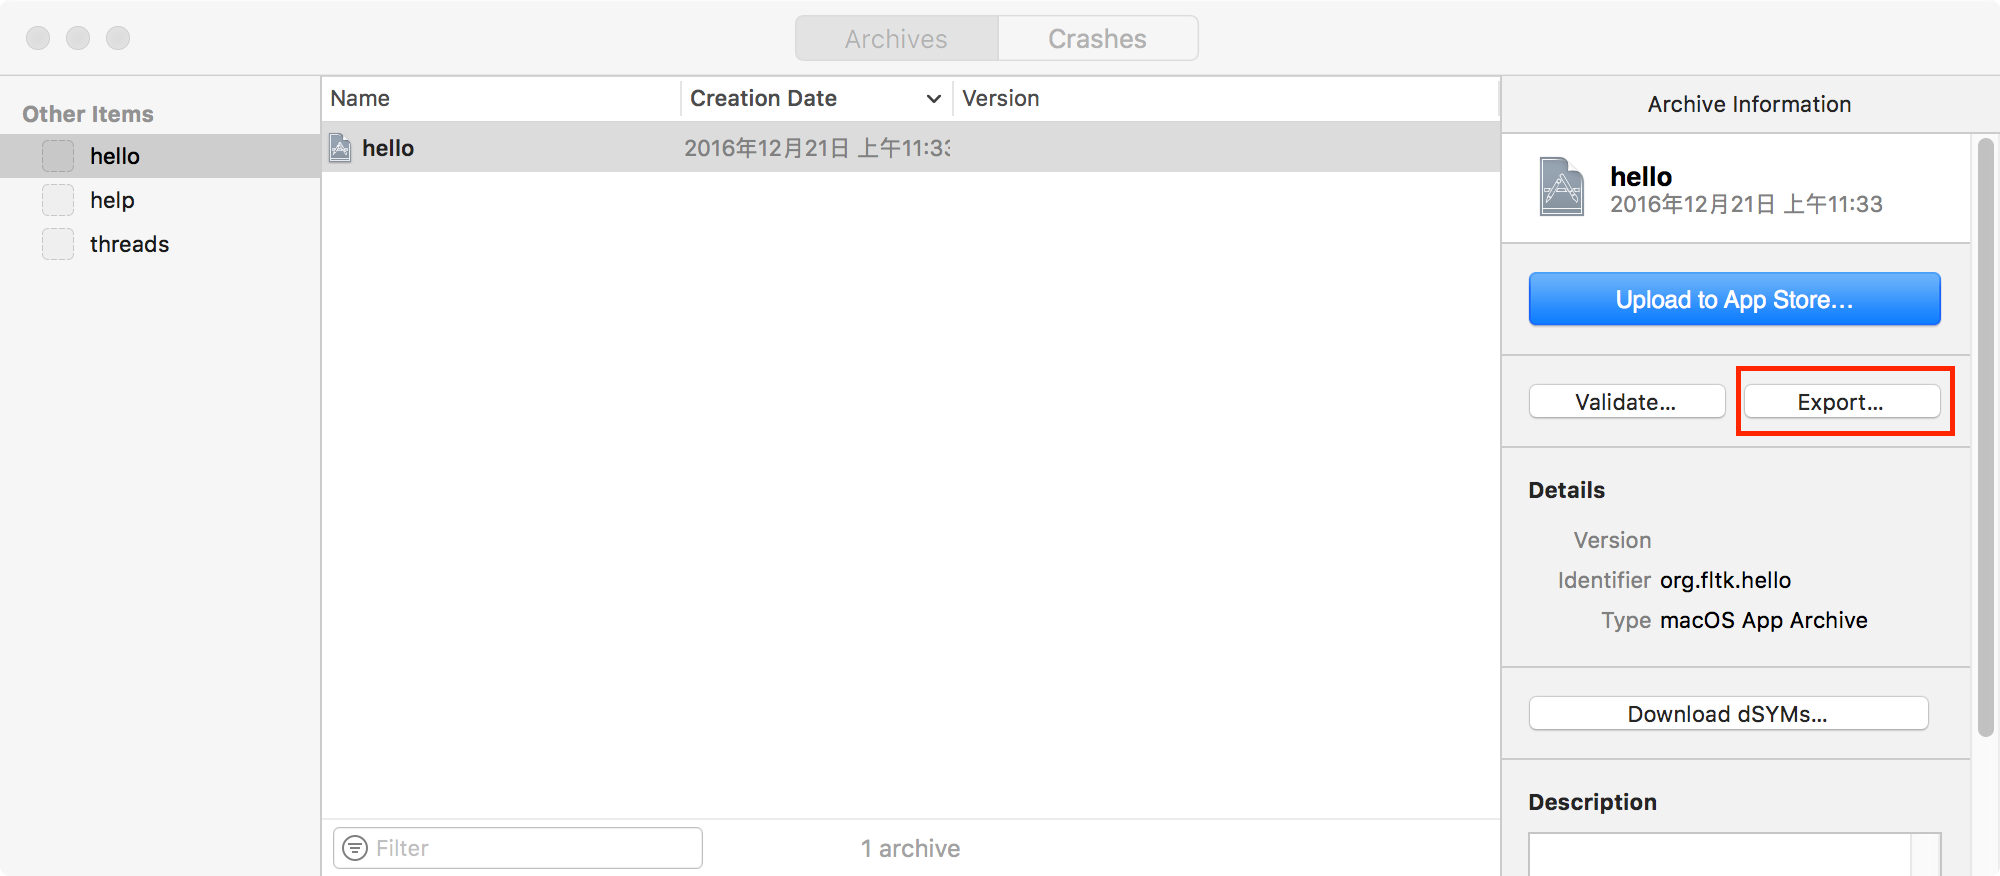 Archives
Crashes
Other Items
hello
help
threads
Name
Creation Date
Version
hello
2016年12月21日 上午11:33
Filter
1 archive
Archive Information
hello
2016年12月21日 上午11:33
Upload to App Store...
Validate...
Export...
Details
Version
Identifier org.fltk.hello
Type macOS App Archive
Download dSYMs...
Description